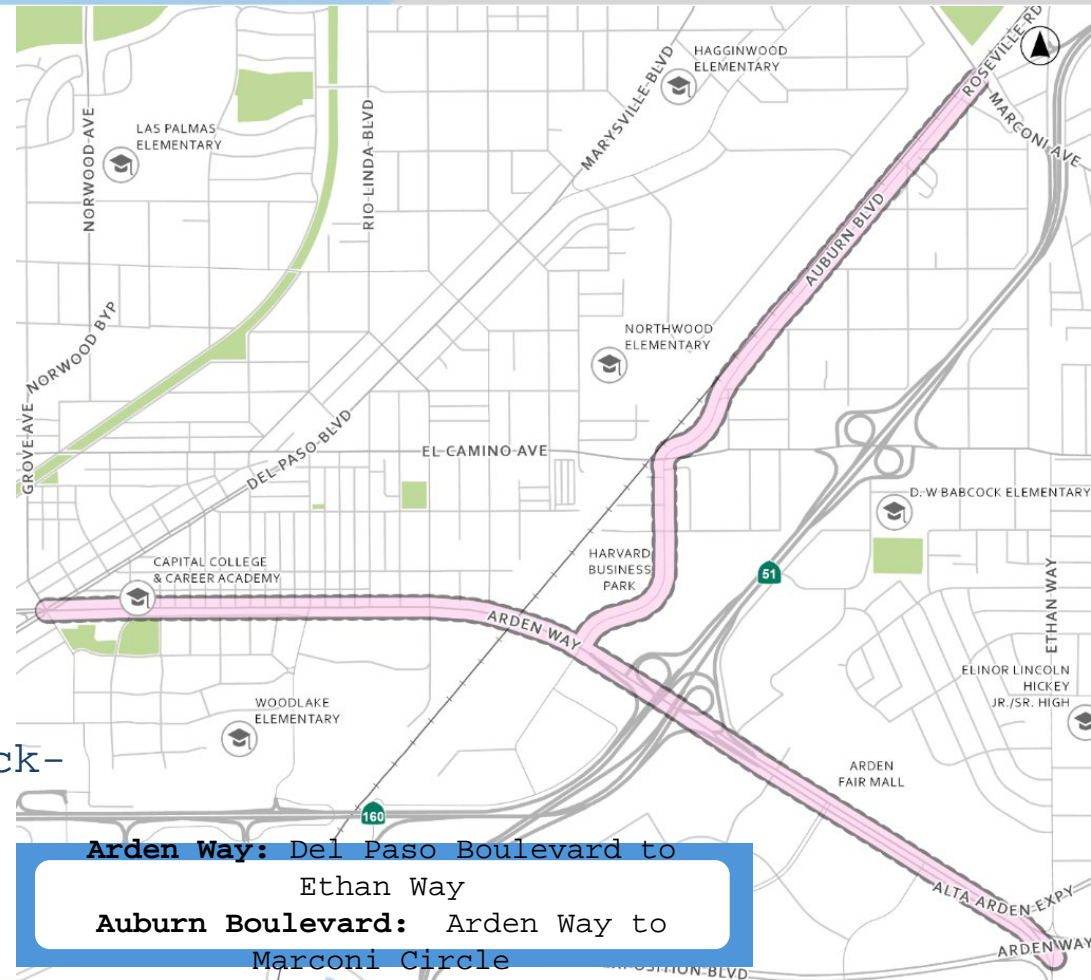 ROSEVILLE RD
HAGGINWOOD
ELEMENTARY
MARYSVILLE BLVD
MARCONI AVE
LAS PALMAS
ELEMENTARY
NORWOOD AVE
RIO LINDA BLVD
AUBURN BLVD
NORTHWOOD
ELEMENTARY
NORWOOD BYP
GROVE AVE
DEL PASO BLVD
EL CAMINO AVE
D. W BABCOCK ELEMENTARY
CAPITAL COLLEGE
& CAREER ACADEMY
HARVARD
BUSINESS
PARK
51
ETHAN WAY
ARDEN WAY
ELINOR LINCOLN
HICKEY
JR./SR. HIGH
WOODLAKE
ELEMENTARY
ck-
ARDEN
FAIR MALL
160
Arden Way: Del Paso Boulevard to
Ethan Way
Auburn Boulevard: Arden Way to
Marconi Circle
ALTA ARDEN EXPY
ARDEN WAY
POSITION BLVD